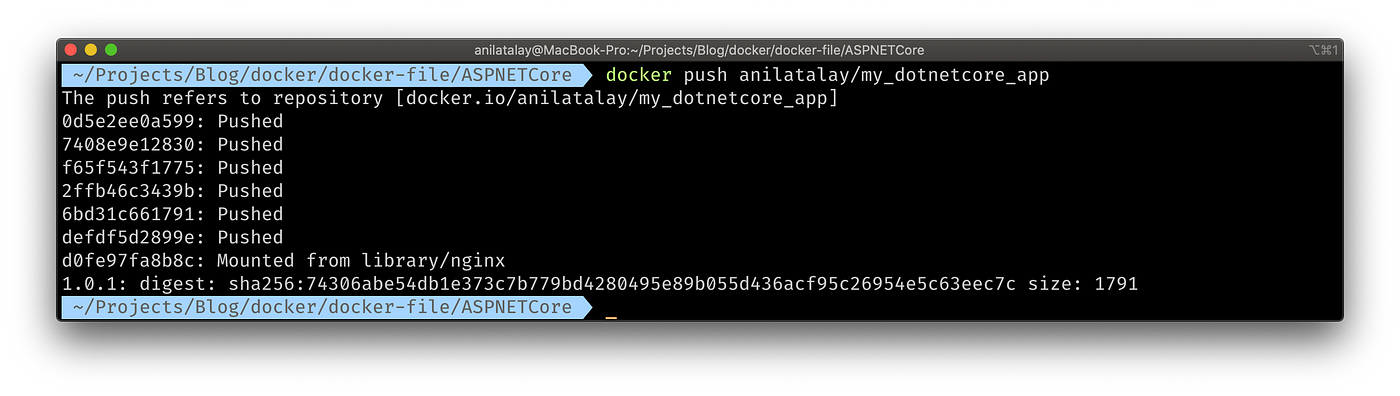 anilatalay@MacBook-Pro:~/Projects/Blog/docker/docker-file/ASPNETCore
⌥⌘1
~/Projects/Blog/docker/docker-file/ASPNETCore docker push anilatalay/my_dotnetcore_app
The push refers to repository [docker.io/anilatalay/my_dotnetcore_app]
0d5e2ee0a599: Pushed
7408e9e12830: Pushed
f65f543f1775: Pushed
2ffb46c3439b: Pushed
6bd31c661791: Pushed
defdf5d2899e: Pushed
d0fe97fa8b8c: Mounted from library/nginx
1.0.1: digest: sha256:74306abe54db1e373c7b779bd4280495e89b055d436acf95c26954e5c63eec7c size: 1791
~/Projects/Blog/docker/docker-file/ASPNETCore _